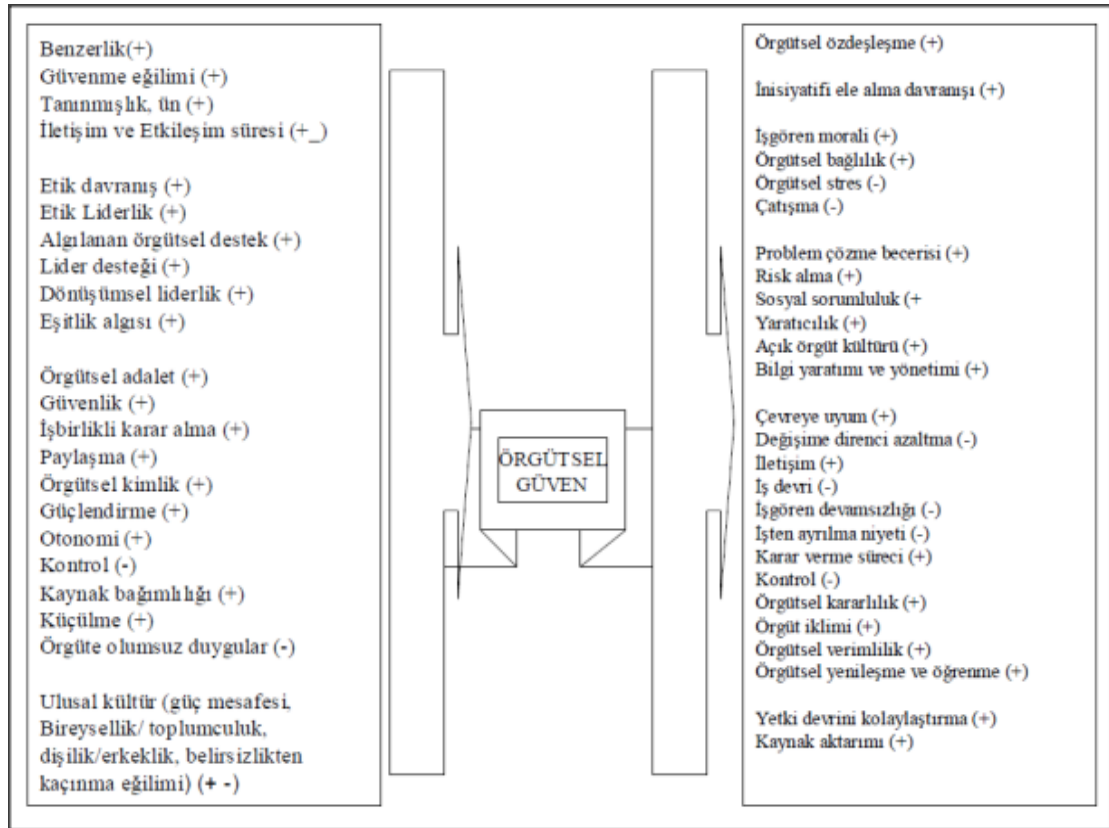 Benzerlik(+)
Güvenme eğilimi (+)
Tanınmışlık, ün (+)
İletişim ve Etkileşim süresi (+_)
Etik davranış (+)
Etik Liderlik (+)
Algılanan örgütsel destek (+)
Lider desteği (+)
Dönüşümsel liderlik (+)
Eşitlik algısı (+)
Örgütsel adalet (+)
Güvenlik (+)
İşbirlikli karar alma (+)
Paylaşma (+)
Örgütsel kimlik (+)
Güçlendirme (+)
Otonomi (+)
Kontrol (-)
Kaynak bağımlılığı (+)
Küçülme (+)
Örgüte olumsuz duygular (-)
Ulusal kültür (güç mesafesi,
Bireysellik/ toplumculuk,
dişilik/erkeklik, belirsizlikten
kaçınma eğilimi) (+ -)
ÖRGÜTSEL
GÜVEN
Örgütsel özdeşleşme (+)
İnisiyatifi ele alma davranışı (+)
İşgören morali (+)
Örgütsel bağlılık (+)
Örgütsel stres (-)
Çatışma (-)
Problem çözme becerisi (+)
Risk alma (+)
Sosyal sorumluluk (+
Yaratıcılık (+)
Açık örgüt kültürü (+)
Bilgi yaratımı ve yönetimi (+)
Çevreye uyum (+)
Değişime direnci azaltma (-)
İletişim (+)
İş devri (-)
İşgören devamsızlığı (-)
İşten ayrılma niyeti (-)
Karar verme süreci (+)
Kontrol (-)
Örgütsel kararlılık (+)
Örgüt iklimi (+)
Örgütsel verimlilik (+)
Örgütsel yenileşme ve öğrenme (+)
Yetki devrini kolaylaştırma (+)
Kaynak aktarımı (+)